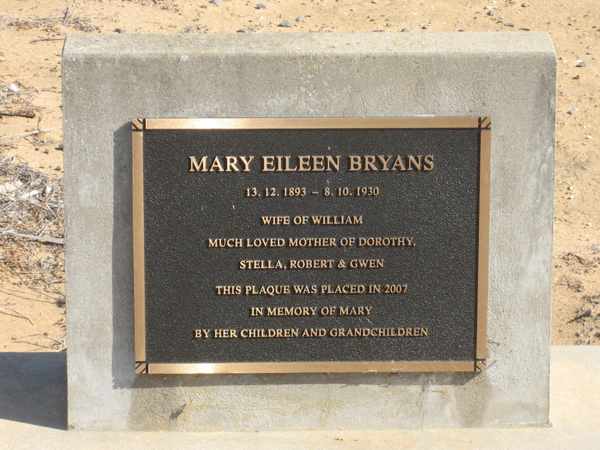 MARY EILEEN BRYANS
13. 12. 1893 – 8. 10. 1930
WIFE OF WILLIAM
MUCH LOVED MOTHER OF DOROTHY,
STELLA, ROBERT & GWEN
THIS PLAQUE WAS PLACED IN 2007
IN MEMORY OF MARY
BY HER CHILDREN AND GRANDCHILDREN